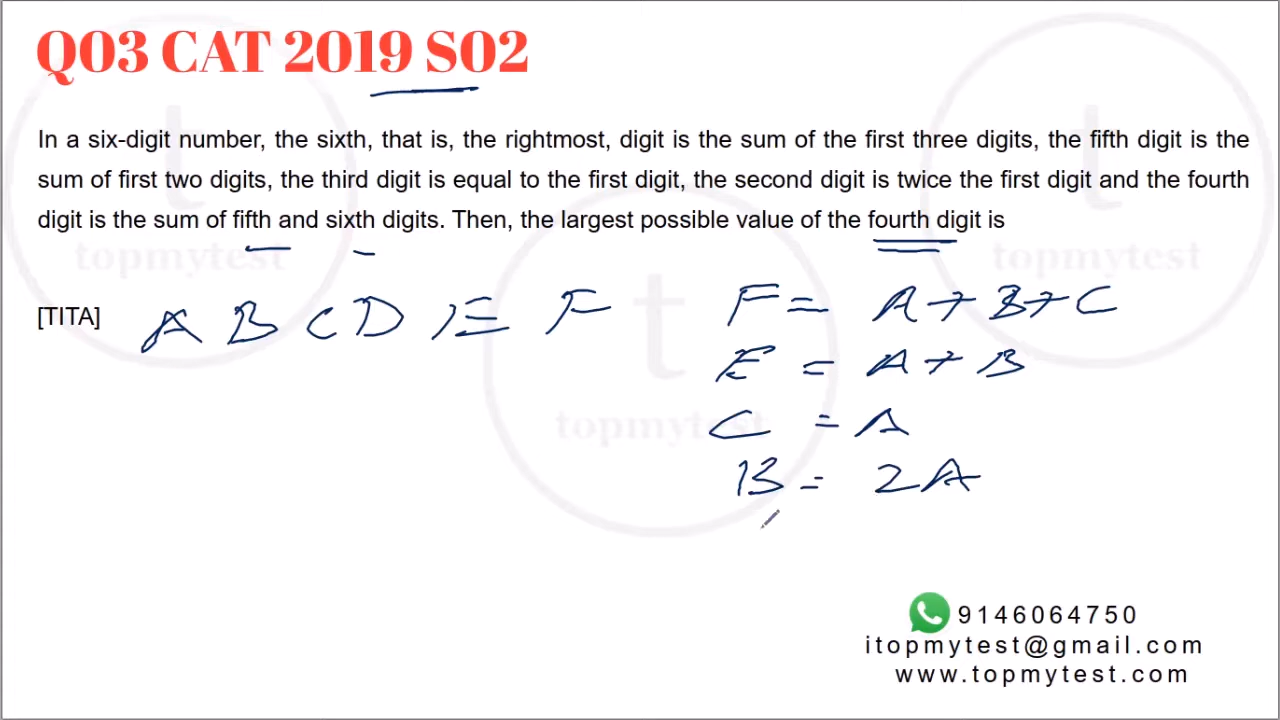 Q03 CAT 2019 S02
In a six-digit number, the sixth, that is, the rightmost, digit is the sum of the first three digits, the fifth digit is the
sum of first two digits, the third digit is equal to the first digit, the second digit is twice the first digit and the fourth
digit is the sum of fifth and sixth digits. Then, the largest possible value of the fourth digit is
[TITA]
A B C D E F
F = A + B + C
E = A + B
C = A
B = 2A
t
topmytest
t
topmytest
t
topmytest
9146064750
itopmytest@gmail.com
www.topmytest.com